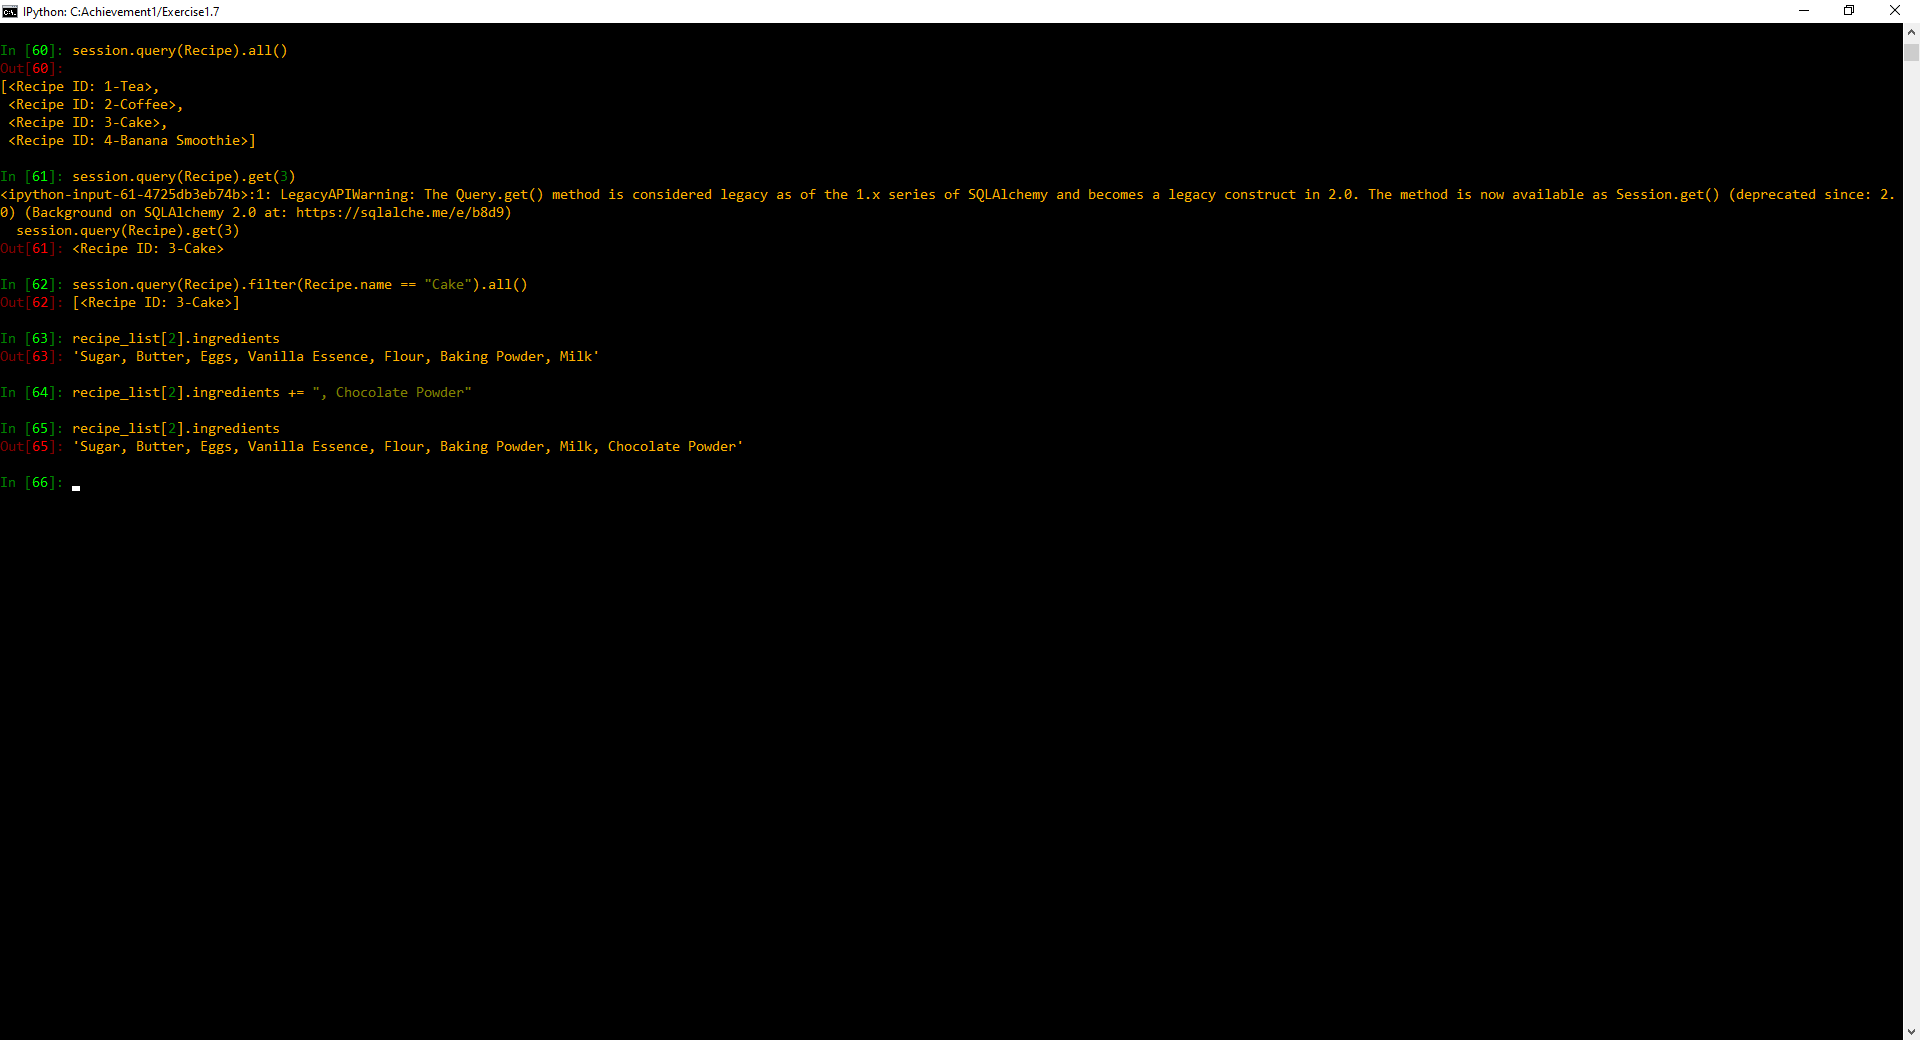 IPython: C:Achievement1/Exercise1.7
In [60]: session.query(Recipe).all()
Out[60]:
[<Recipe ID: 1-Tea>,
 <Recipe ID: 2-Coffee>,
 <Recipe ID: 3-Cake>,
 <Recipe ID: 4-Banana Smoothie>]
In [61]: session.query(Recipe).get(3)
<ipython-input-61-4725db3eb74b>:1: LegacyAPIWarning: The Query.get() method is considered legacy as of the 1.x series of SQLAlchemy and becomes a legacy construct in 2.0. The method is now available as Session.get() (deprecated since: 2.
0) (Background on SQLAlchemy 2.0 at: https://sqlalche.me/e/b8d9)
  session.query(Recipe).get(3)
Out[61]: <Recipe ID: 3-Cake>
In [62]: session.query(Recipe).filter(Recipe.name == "Cake").all()
Out[62]: [<Recipe ID: 3-Cake>]
In [63]: recipe_list[2].ingredients
Out[63]: 'Sugar, Butter, Eggs, Vanilla Essence, Flour, Baking Powder, Milk'
In [64]: recipe_list[2].ingredients += ", Chocolate Powder"
In [65]: recipe_list[2].ingredients
Out[65]: 'Sugar, Butter, Eggs, Vanilla Essence, Flour, Baking Powder, Milk, Chocolate Powder'
In [66]: